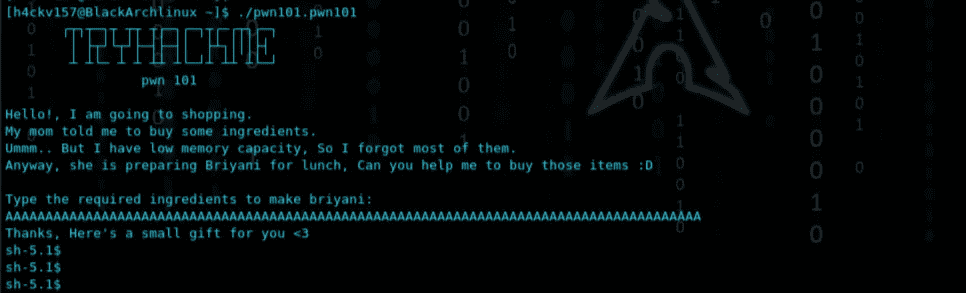 [h4ckv157@BlackArchlinux ~]$ ./pwn101.pwn101
TRYHACKME
pwn 101
Hello!, I am going to shopping.
My mom told me to buy some ingredients.
Ummm.. But I have low memory capacity, So I forgot most of them.
Anyway, she is preparing Briyani for lunch, Can you help me to buy those items :D
Type the required ingredients to make briyani:
AAAAAAAAAAAAAAAAAAAAAAAAAAAAAAAAAAAAAAAAAAAAAAAAAAAAAAAAAAAAAAAAAAAAAAAAAAAAAAAAAAAAAAA
Thanks, Here's a small gift for you <3
sh-5.1$
sh-5.1$
sh-5.1$